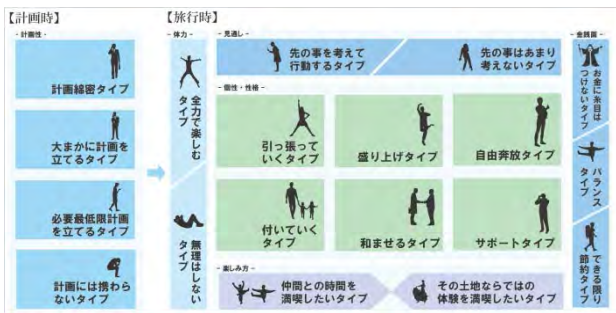 【計画時】
- 計画性 -
計画綿密タイプ
大まかに計画を
立てるタイプ
必要最低限計画
を立てるタイプ
計画には携わら
ないタイプ
【旅行時】
- 体力 -
全力で楽しむ
タイプ
無理はしない
タイプ
- 見通し -
先の事を考えて
行動するタイプ
先の事はあまり
考えないタイプ
- 個性・性格 -
引っ張って
いくタイプ
盛り上げタイプ
自由奔放タイプ
付いていく
タイプ
和ませるタイプ
サポートタイプ
- 楽しみ方 -
仲間との時間を
満喫したいタイプ
その土地ならではの
体験を満喫したいタイプ
- 金銭面 -
お金に糸目は
つけないタイプ
バランス
タイプ
できる限り
節約タイプ